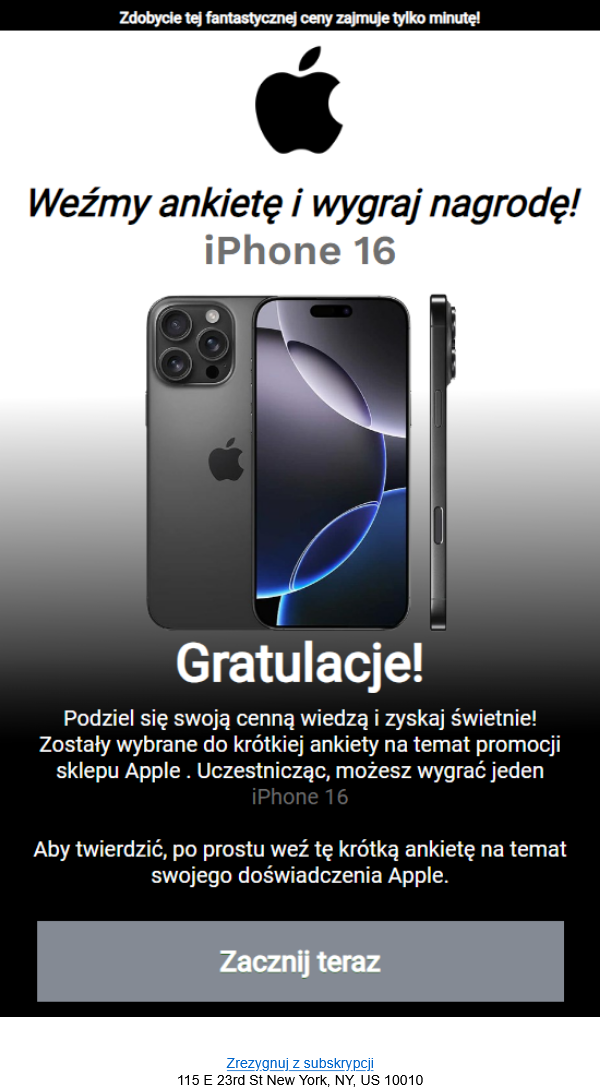 Zdobycie tej fantastycznej ceny zajmuje tylko minutę!
Weźmy ankietę i wygraj nagrodę!
iPhone 16
Gratulacje!
Podziel się swoją cenną wiedzą i zyskaj świetnie!
Zostały wybrane do krótkiej ankiety na temat promocji
sklepu Apple . Uczestnicząc, możesz wygrać jeden
iPhone 16
Aby twierdzić, po prostu weź tę krótką ankietę na temat
swojego doświadczenia Apple.
Zacznij teraz
Zrezygnuj z subskrypcji
115 E 23rd St New York, NY, US 10010